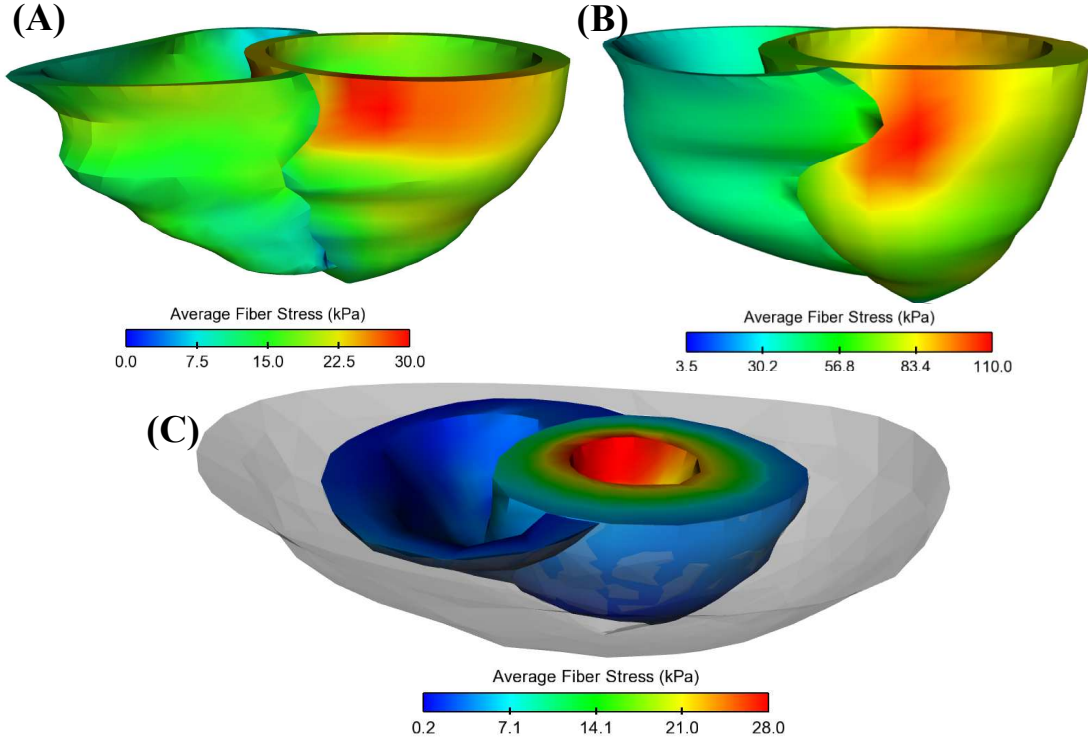 (A)
(B)
Average Fiber Stress (kPa)
0.0 7.5 15.0 22.5 30.0
Average Fiber Stress (kPa)
3.5 30.2 56.8 83.4 110.0
(C)
Average Fiber Stress (kPa)
0.2 7.1 14.1 21.0 28.0